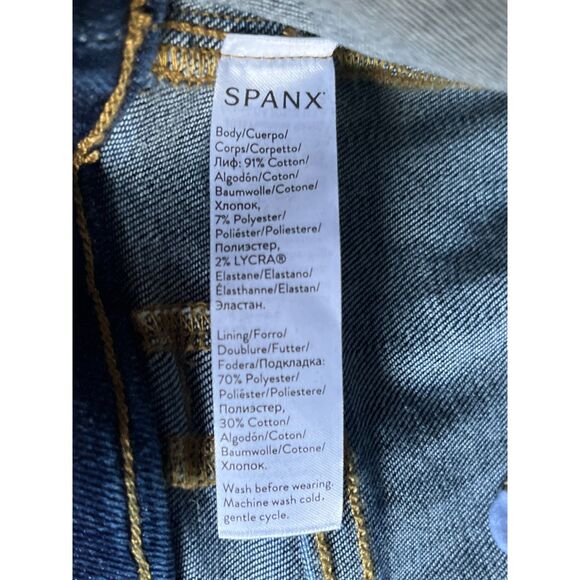 SPANX®
Body/Cuerpo/
Corps/Corpetto/
Лиф: 91% Cotton/
Algodón/Coton/
Baumwolle/Cotone/
Хлопок,
7% Polyester/
Poliéster/Poliestere/
Полиэстер,
2% LYCRA®
Elastane/Elastano/
Élasthanne/Elastan/
Эластан.
Lining/Forro/
Doublure/Futter/
Fodera/Подкладка:
70% Polyester/
Poliéster/Poliestere/
Полиэстер,
30% Cotton/
Algodón/Coton/
Baumwolle/Cotone/
Хлопок.
Wash before wearing.
Machine wash cold,
gentle cycle.